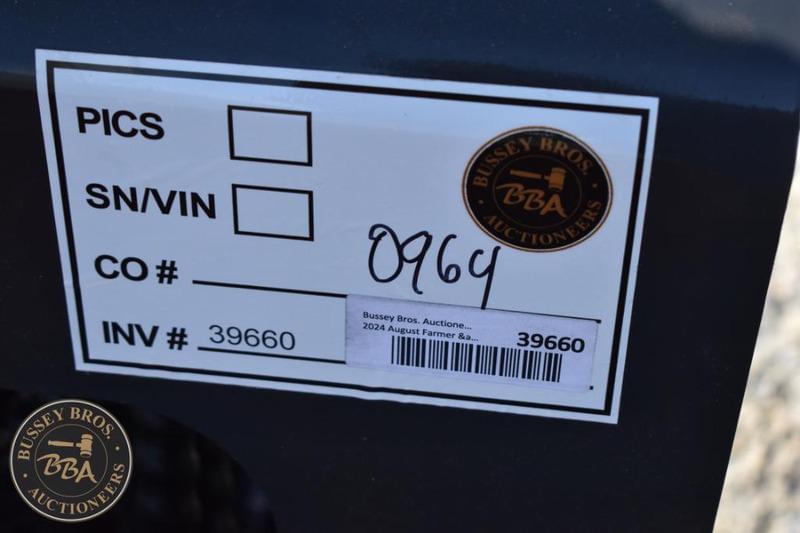 PICS
SN/VIN
CO #
INV # 39660
0964
BUSSEY BROS.
BBA
AUCTIONEERS
Bussey Bros. Auctione...
2024 August Farmer &a...
39660
BUSSEY BROS.
BBA
AUCTIONEERS